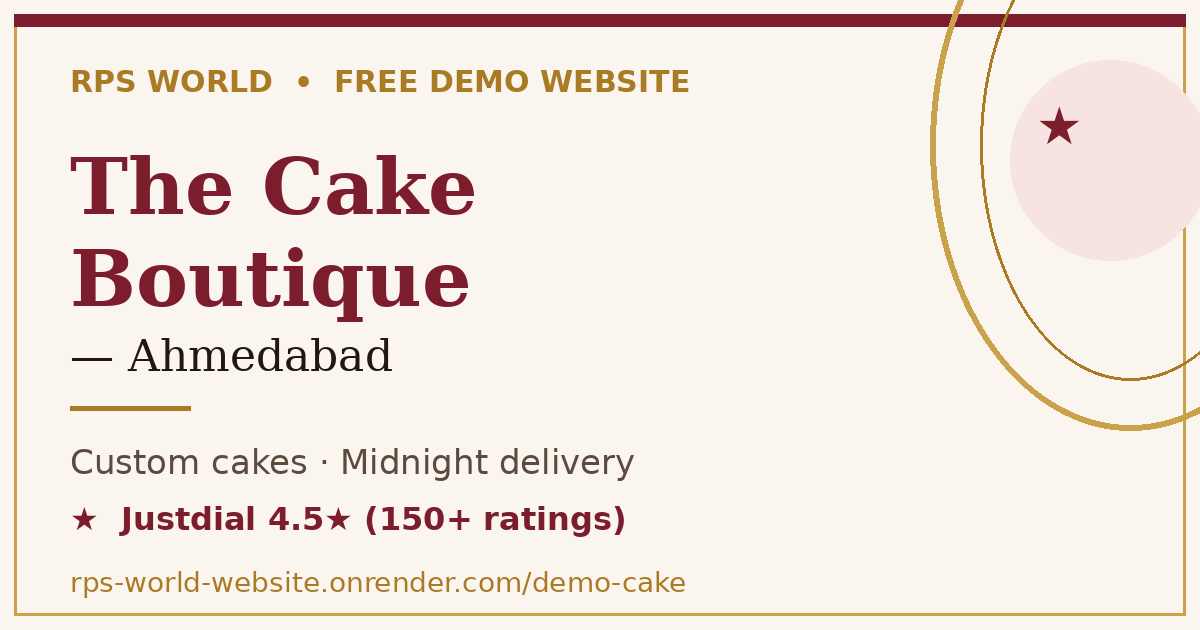 RPS WORLD • FREE DEMO WEBSITE
The Cake
Boutique
— Ahmedabad
Custom cakes · Midnight delivery
★ Justdial 4.5★ (150+ ratings)
rps-world-website.onrender.com/demo-cake